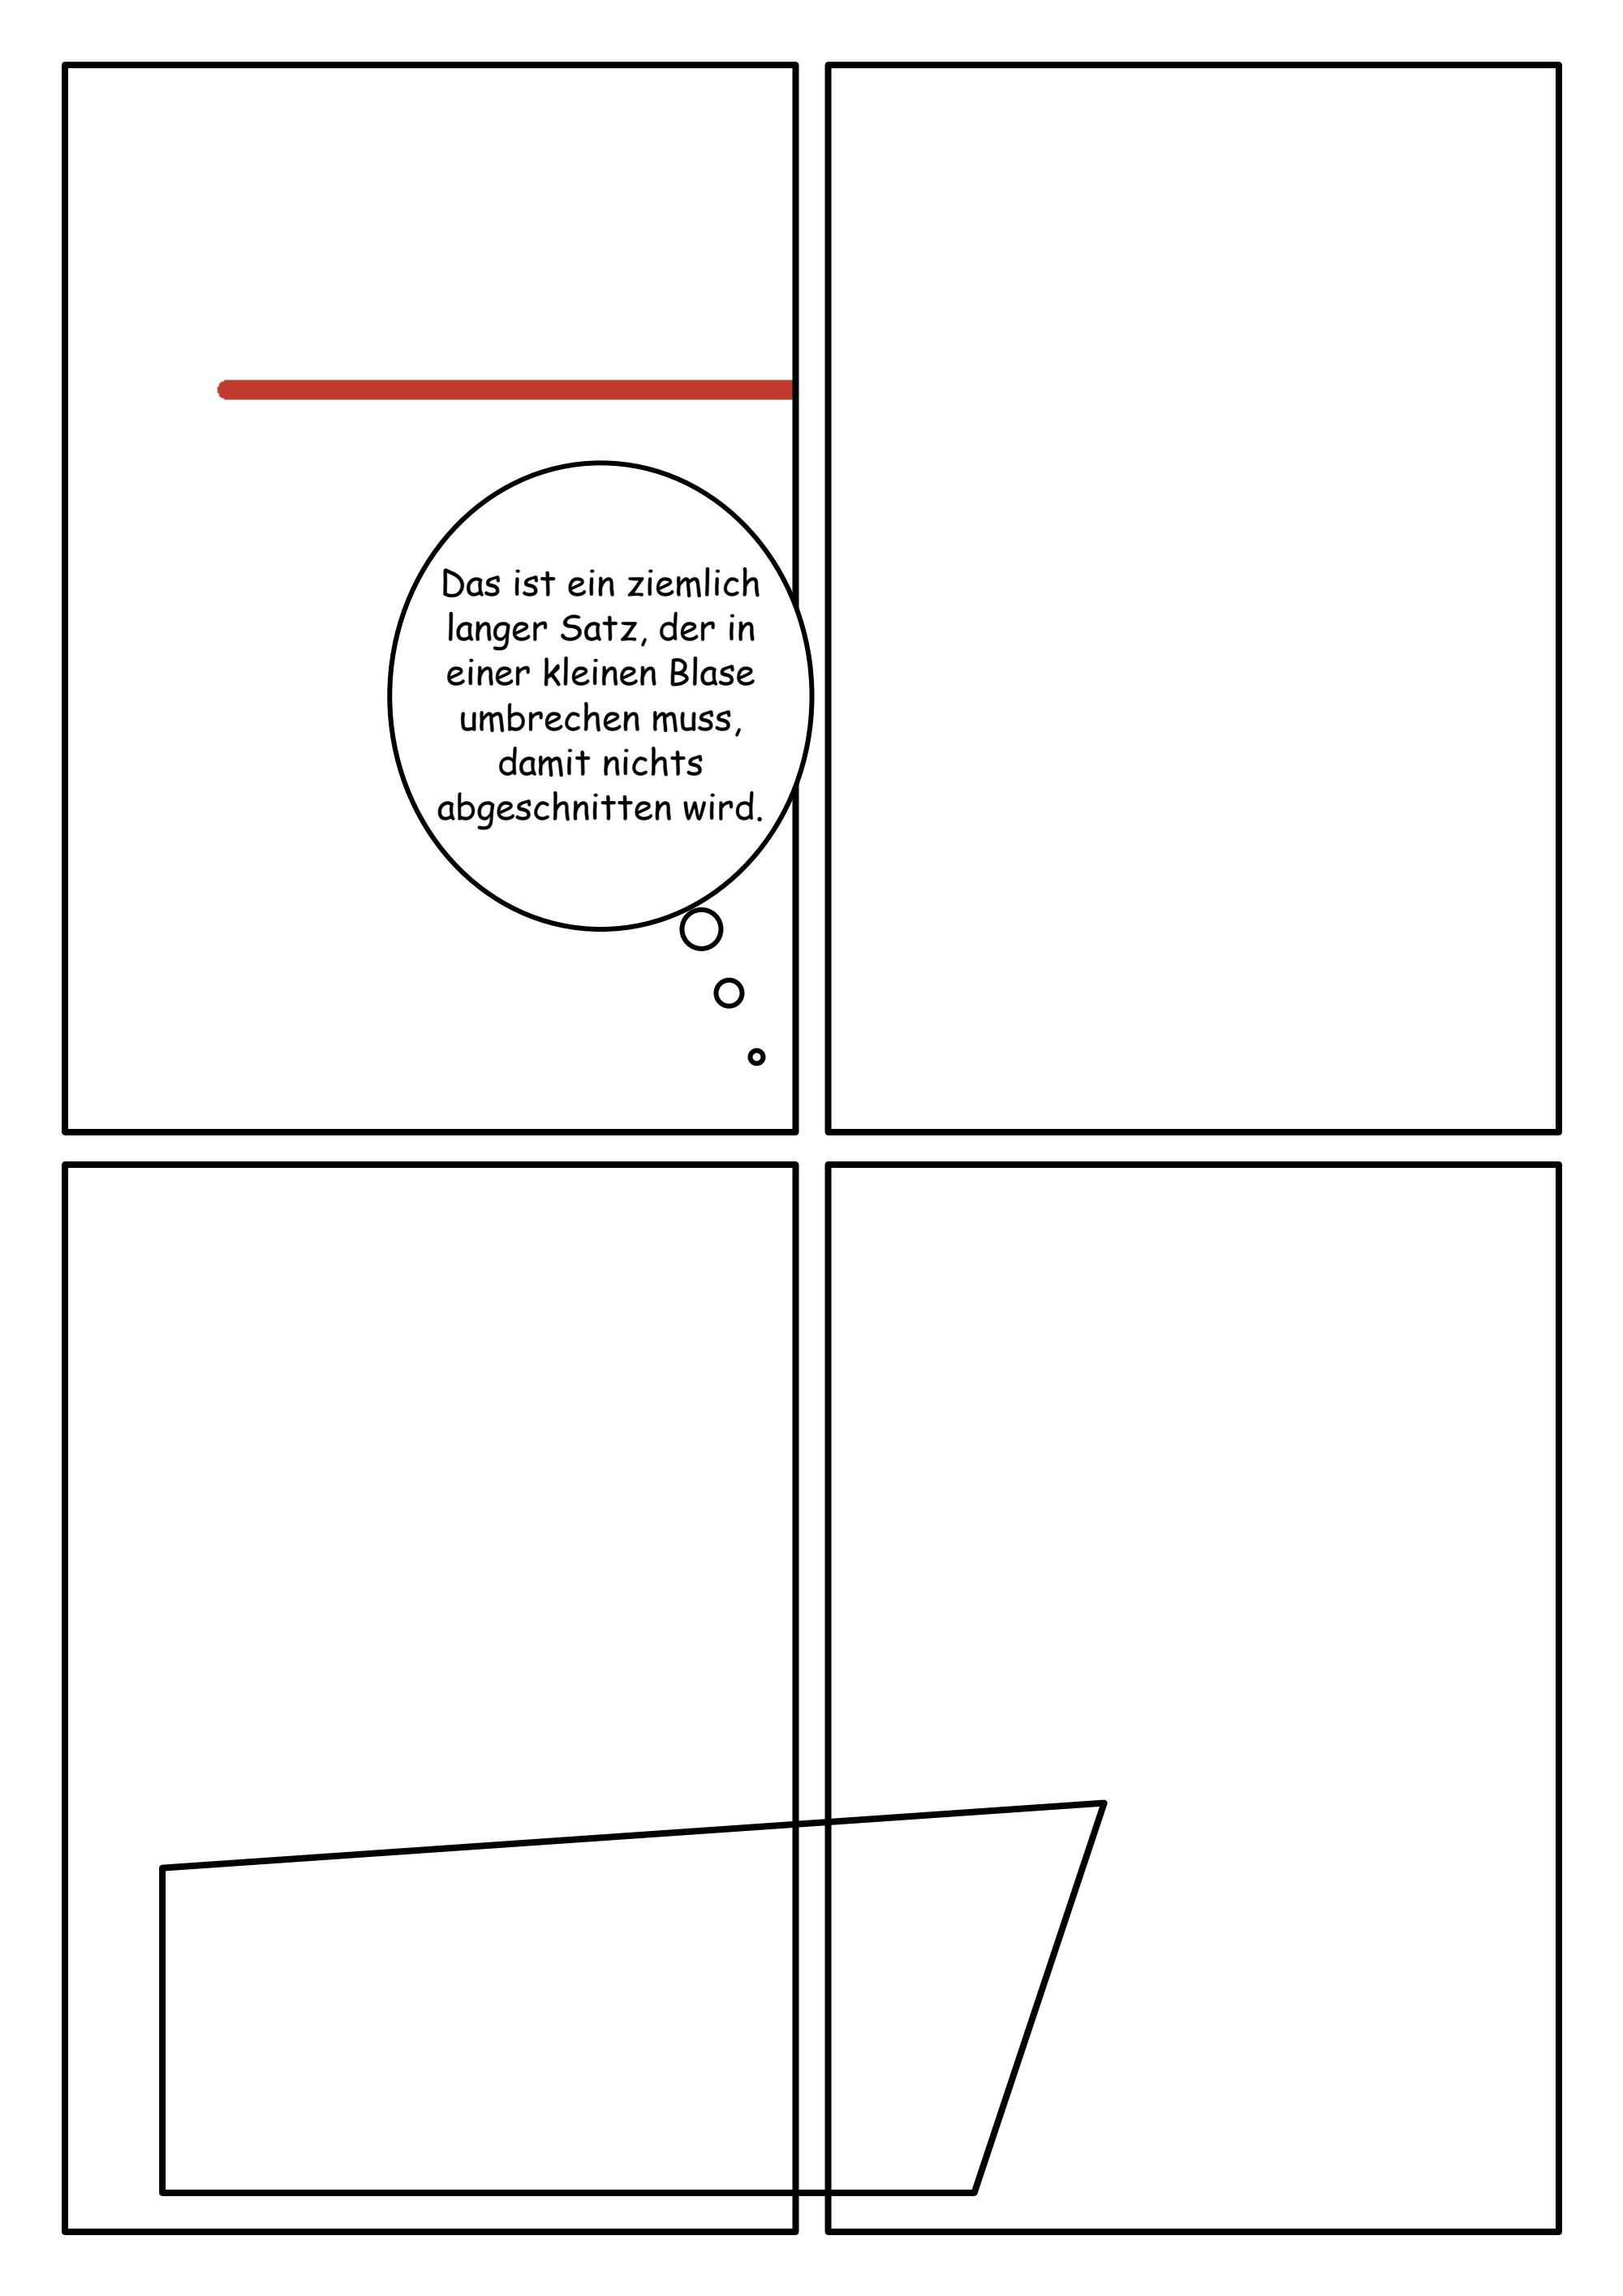 Das ist ein ziemlich
langer Satz, der in
einer kleinen Blase
umbrechen muss,
damit nichts
abgeschnitten wird.